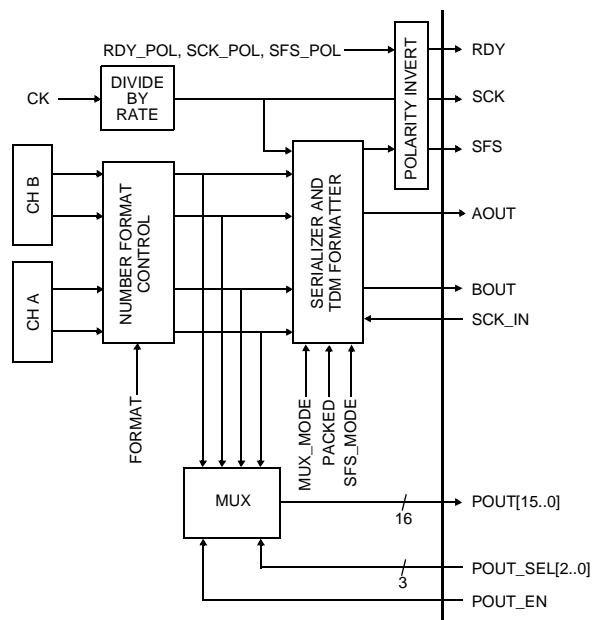 RDY_POL, SCK_POL, SFS_POL
RDY
CK
DIVIDE
BY
RATE
POLARITY INVERT
SCK
SFS
CH B
NUMBER FORMAT
CONTROL
SERIALIZER AND
TDM FORMATTER
AOUT
CH A
BOUT
SCK_IN
FORMAT
MUX_MODE
PACKED
SFS_MODE
MUX
16
POUT[15..0]
3
POUT_SEL[2..0]
POUT_EN